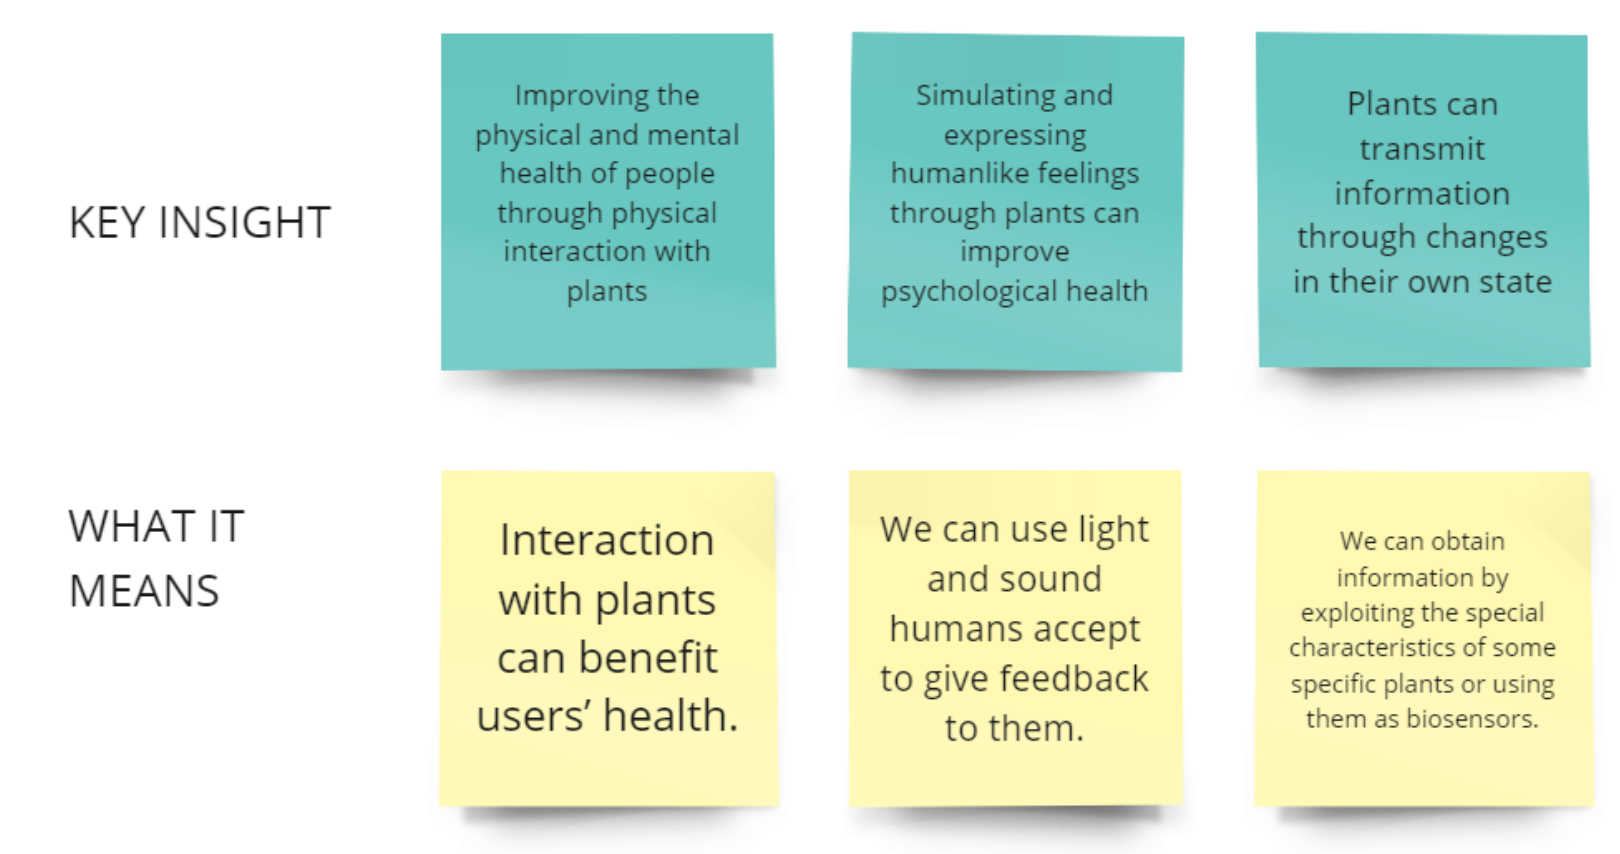 KEY INSIGHT
Improving the
physical and mental
health of people
through physical
interaction with
plants
Simulating and
expressing
humanlike feelings
through plants can
improve
psychological health
Plants can
transmit
information
through changes
in their own state
WHAT IT
MEANS
Interaction
with plants
can benefit
users’ health.
We can use light
and sound
humans accept
to give feedback
to them.
We can obtain
information by
exploiting the special
characteristics of some
specific plants or using
them as biosensors.